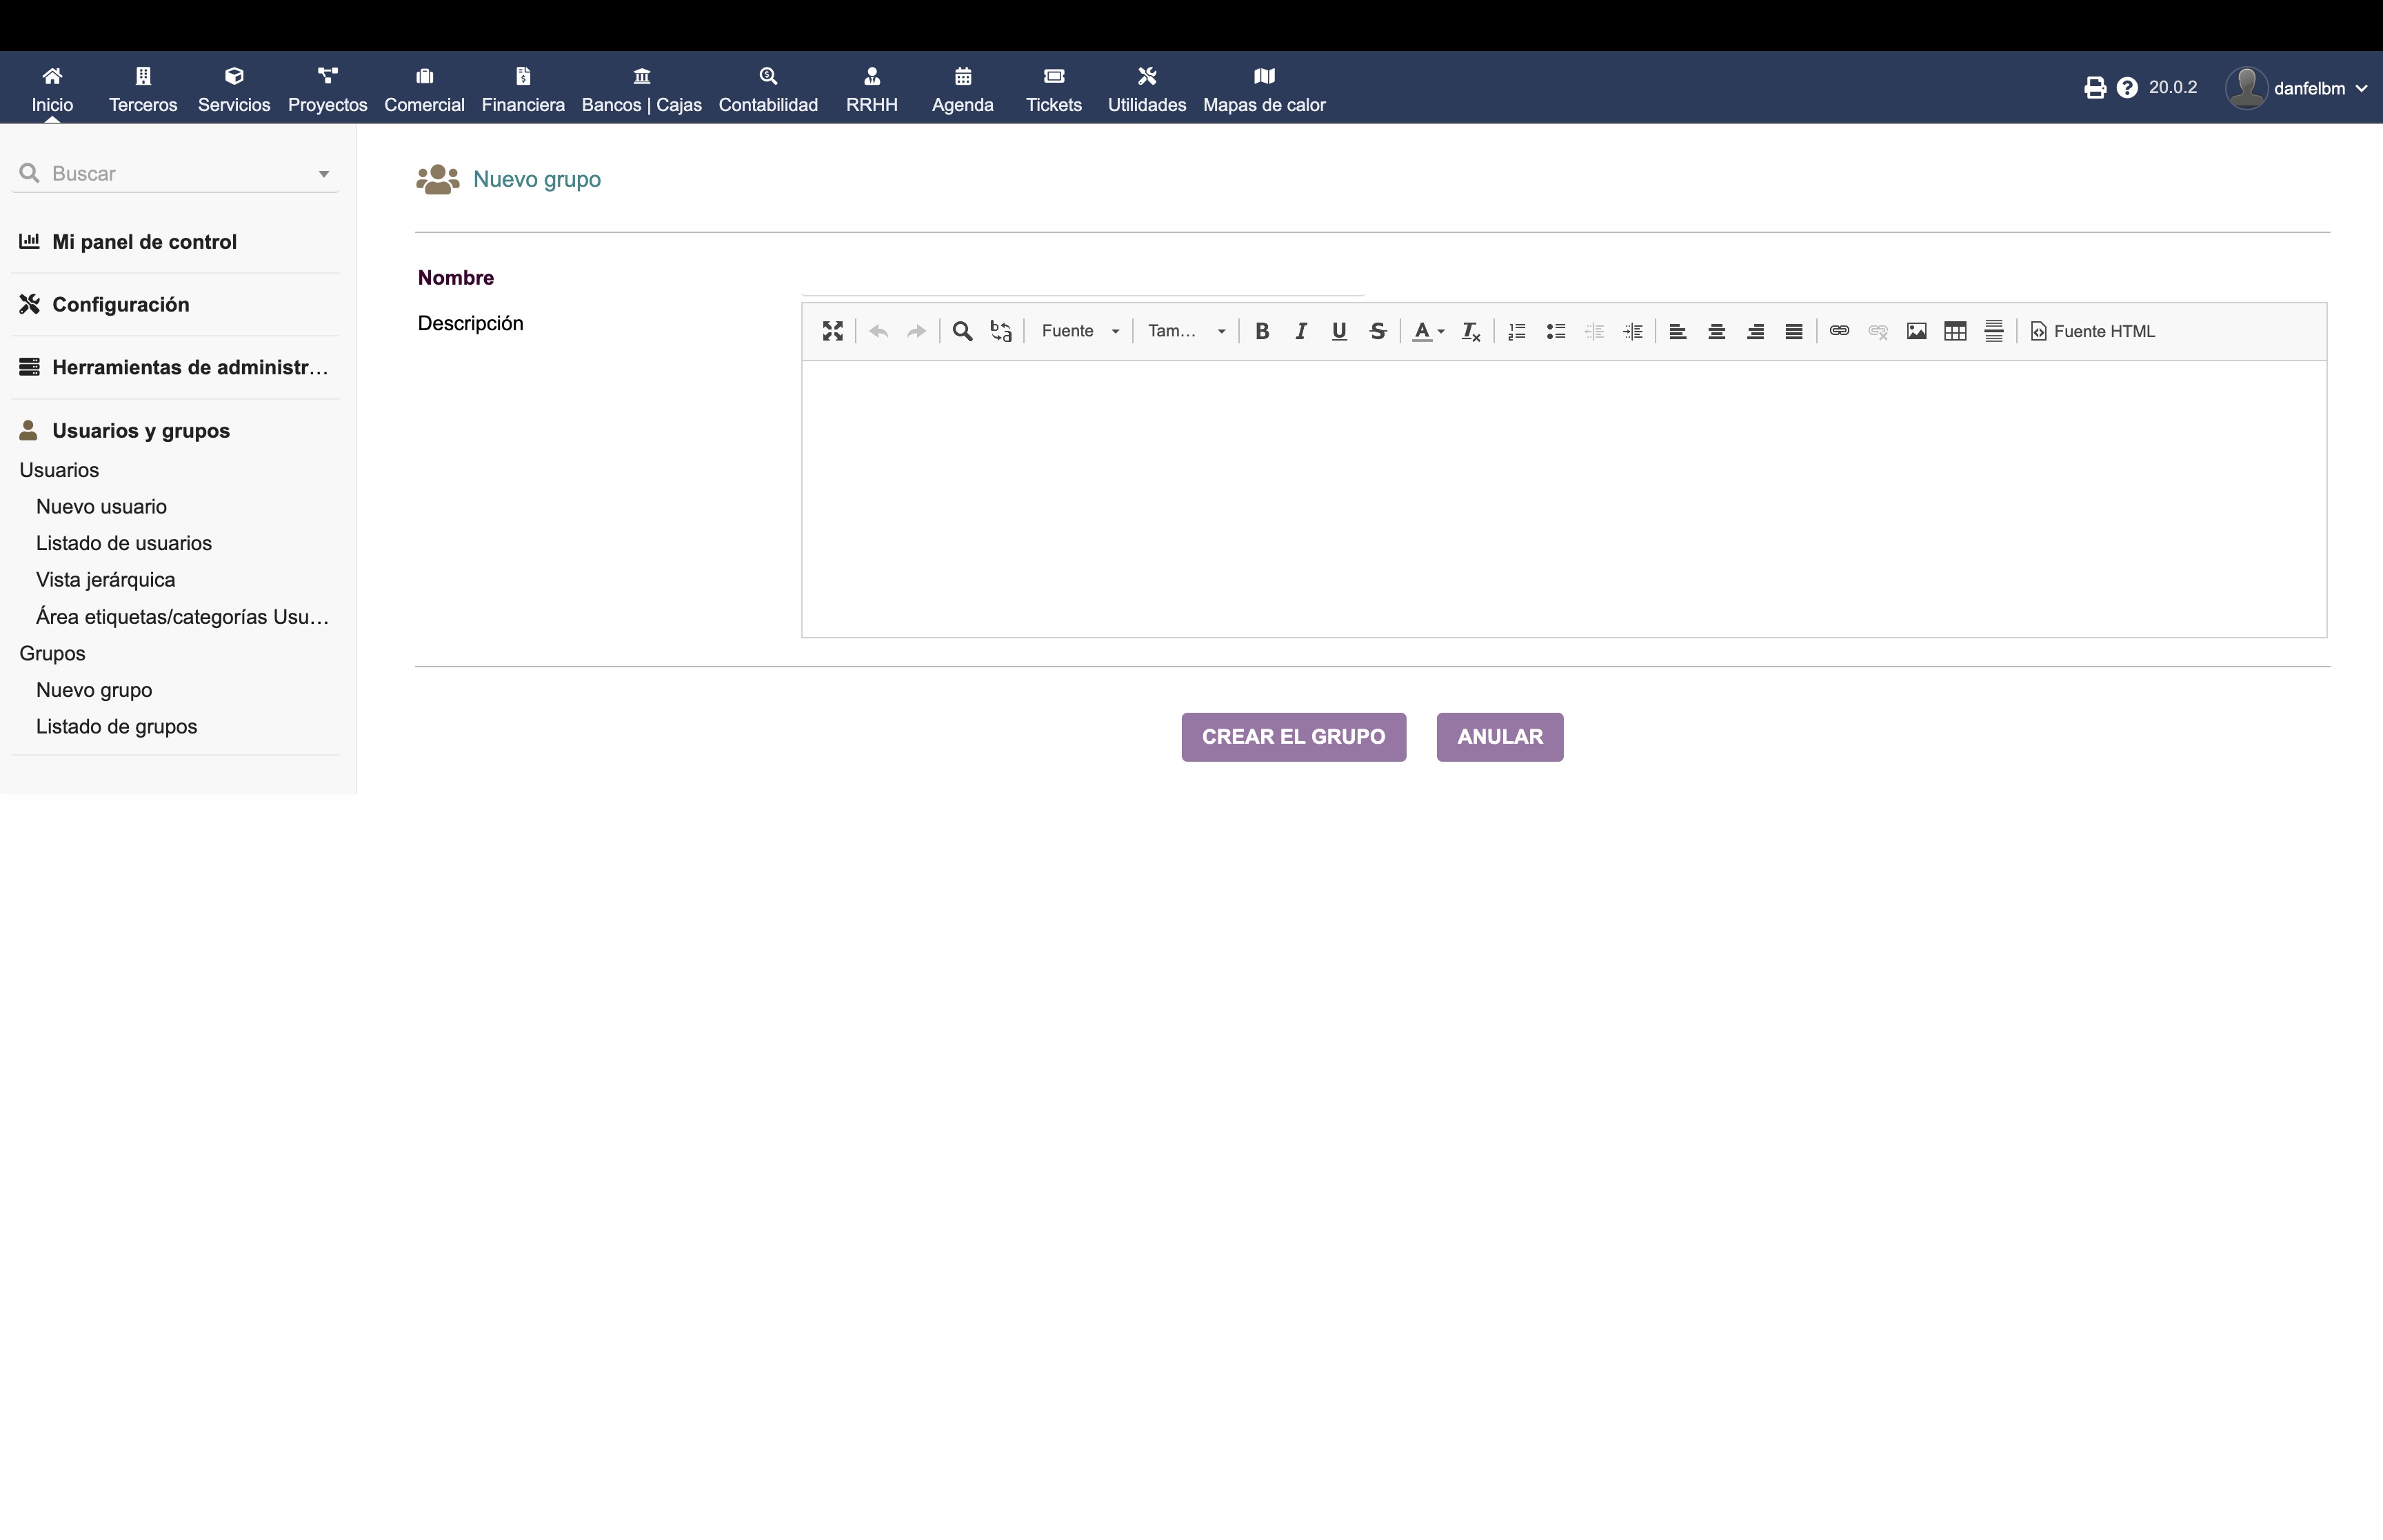 Inicio
Terceros
Servicios
Proyectos
Comercial
Financiera
Bancos | Cajas
Contabilidad
RRHH
Agenda
Tickets
Utilidades
Mapas de calor
20.0.2
danfelbm
Buscar
Mi panel de control
Configuración
Herramientas de administr...
Usuarios y grupos
Usuarios
Nuevo usuario
Listado de usuarios
Vista jerárquica
Área etiquetas/categorías Usu...
Grupos
Nuevo grupo
Listado de grupos
Nuevo grupo
Nombre
Descripción
Fuente
Tam...
Fuente HTML
CREAR EL GRUPO
ANULAR